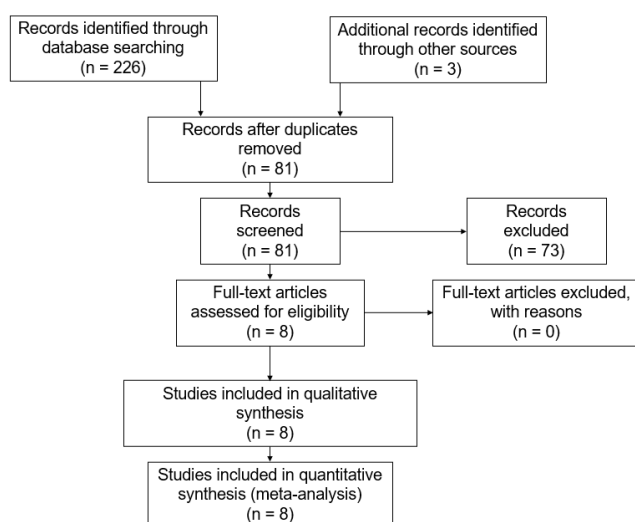 Records identified through
database searching
(n = 226)
Additional records identified
through other sources
(n = 3)
Records after duplicates
removed
(n = 81)
Records
screened
(n = 81)
Records
excluded
(n = 73)
Full-text articles
assessed for eligibility
(n = 8)
Full-text articles excluded,
with reasons
(n = 0)
Studies included in qualitative
synthesis
(n = 8)
Studies included in quantitative
synthesis (meta-analysis)
(n = 8)